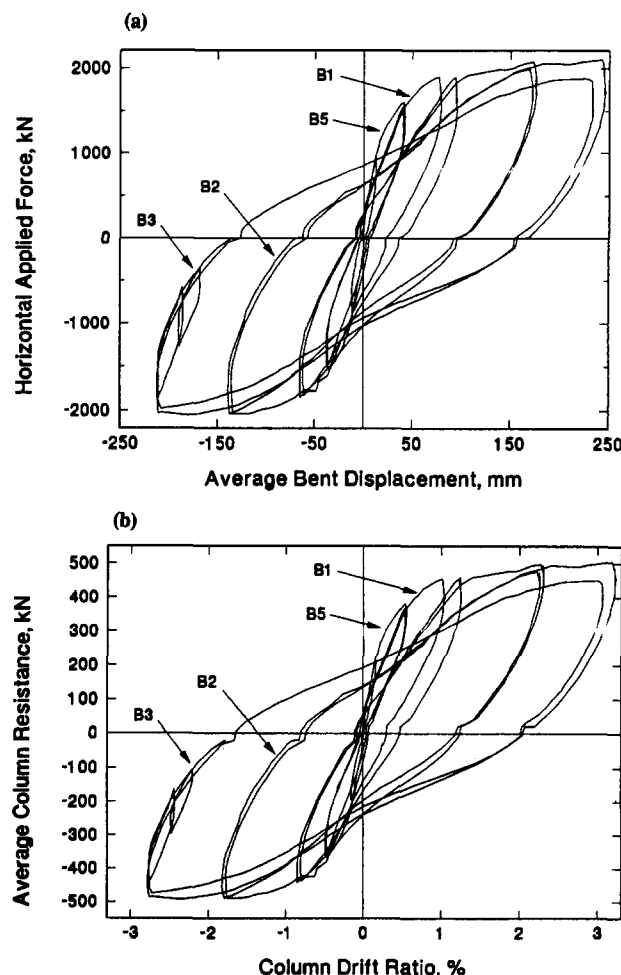 (a)
2000
1000
0
-1 000
-2000
-250
-150
-50
50
150
250
Horizontal Applied Force, kN
Average Bent Displacement, mm
B1
B5
B2
B3
(b)
500
400
300
200
100
0
-100
-200
-300
-400
-500
-3
-2
-1
0
1
2
3
Average Column Resistance, kN
Column Drift Ratio, %
B1
B5
B2
B3